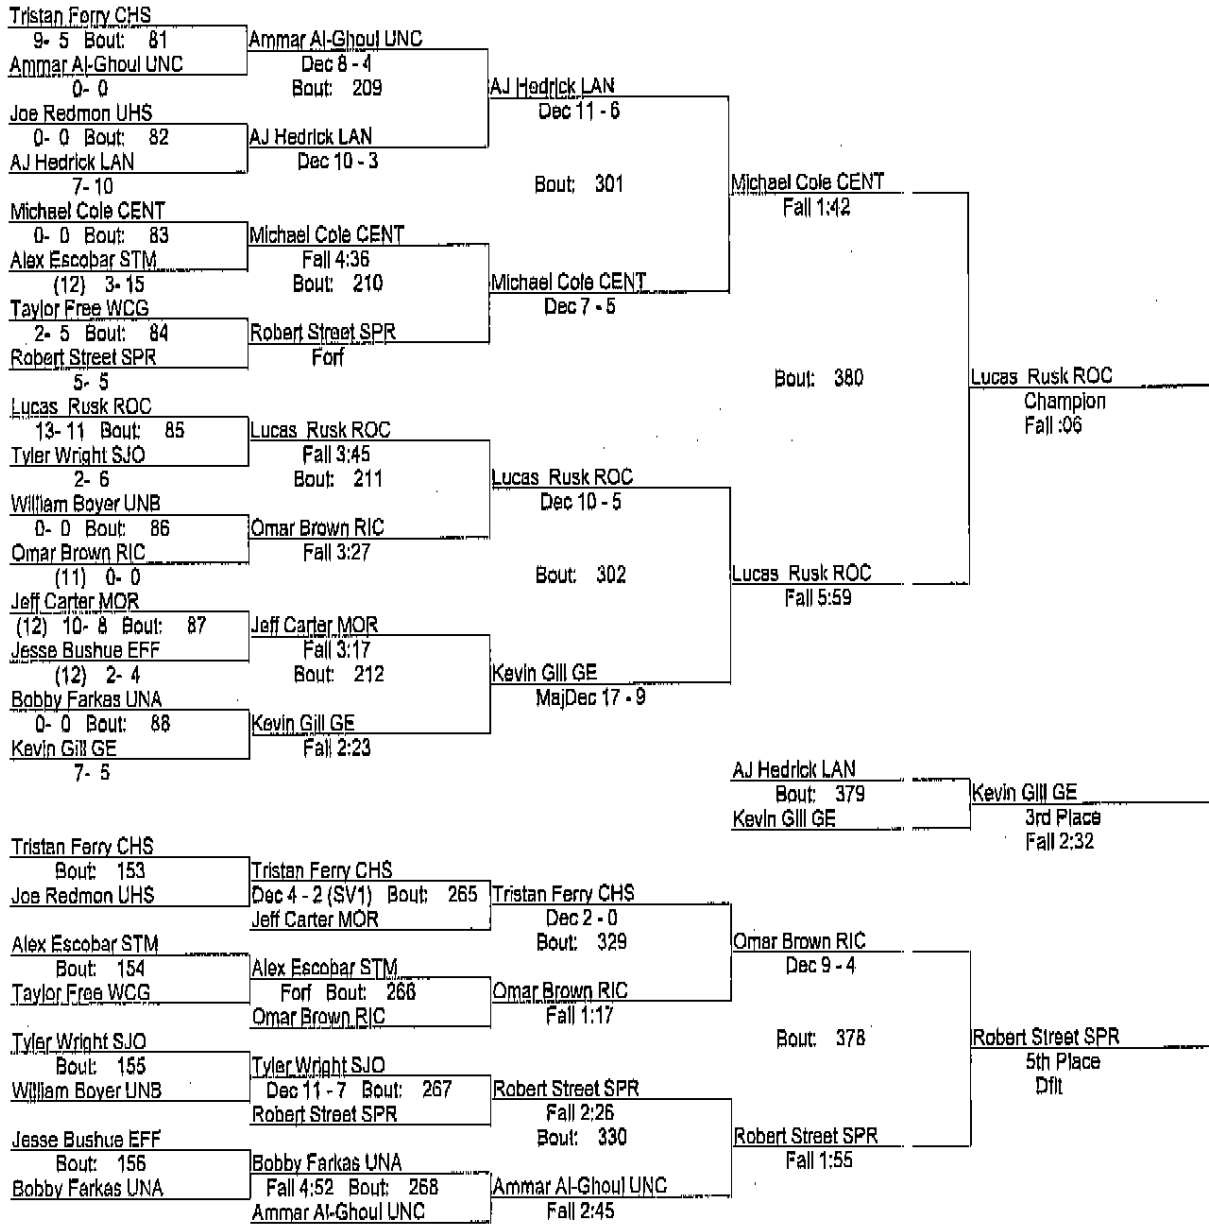 Tristan Ferry CHS
9- 5 Bout: 81
Ammar Al-Ghoul UNC
0- 0
Joe Redmon UHS
0- 0 Bout: 82
AJ Hedrick LAN
7- 10
Michael Cole CENT
0- 0 Bout: 83
Alex Escobar STM
(12) 3- 15
Taylor Free WCG
2- 5 Bout: 84
Robert Street SPR
5- 5
Lucas Rusk ROC
13- 11 Bout: 85
Tyler Wright SJO
2- 6
William Boyer UNB
0- 0 Bout: 86
Omar Brown RIC
(11) 0- 0
Jeff Carter MOR
(12) 10- 8 Bout: 87
Jesse Bushue EFF
(12) 2- 4
Bobby Farkas UNA
0- 0 Bout: 88
Kevin Gill GE
7- 5
Ammar Al-Ghoul UNC
Dec 8 - 4
Bout: 209
AJ Hedrick LAN
Dec 10 - 3
Michael Cole CENT
Fall 4:36
Bout: 210
Robert Street SPR
Forf
Lucas Rusk ROC
Fall 3:45
Bout: 211
Omar Brown RIC
Fall 3:27
Jeff Carter MOR
Fall 3:17
Bout: 212
Kevin Gill GE
Fall 2:23
AJ Hedrick LAN
Dec 11 - 6
Bout: 301
Michael Cole CENT
Dec 7 - 5
Lucas Rusk ROC
Dec 10 - 5
Bout: 302
Kevin Gill GE
MajDec 17 - 9
Michael Cole CENT
Fall 1:42
Bout: 380
Lucas Rusk ROC
Fall 5:59
Lucas Rusk ROC
Champion
Fall :06
AJ Hedrick LAN
Bout: 379
Kevin Gill GE
Kevin Gill GE
3rd Place
Fall 2:32
Tristan Ferry CHS
Bout: 153
Joe Redmon UHS
Alex Escobar STM
Bout: 154
Taylor Free WCG
Tyler Wright SJO
Bout: 155
William Boyer UNB
Jesse Bushue EFF
Bout: 156
Bobby Farkas UNA
Tristan Ferry CHS
Dec 4 - 2 (SV1) Bout: 265
Jeff Carter MOR
Alex Escobar STM
Forf Bout: 266
Omar Brown RIC
Tyler Wright SJO
Dec 11 - 7 Bout: 267
Robert Street SPR
Bobby Farkas UNA
Fall 4:52 Bout: 268
Ammar Al-Ghoul UNC
Tristan Ferry CHS
Dec 2 - 0
Bout: 329
Omar Brown RIC
Fall 1:17
Robert Street SPR
Fall 2:26
Bout: 330
Ammar Al-Ghoul UNC
Fall 2:45
Omar Brown RIC
Dec 9 - 4
Bout: 378
Robert Street SPR
Fall 1:55
Robert Street SPR
5th Place
Dflt